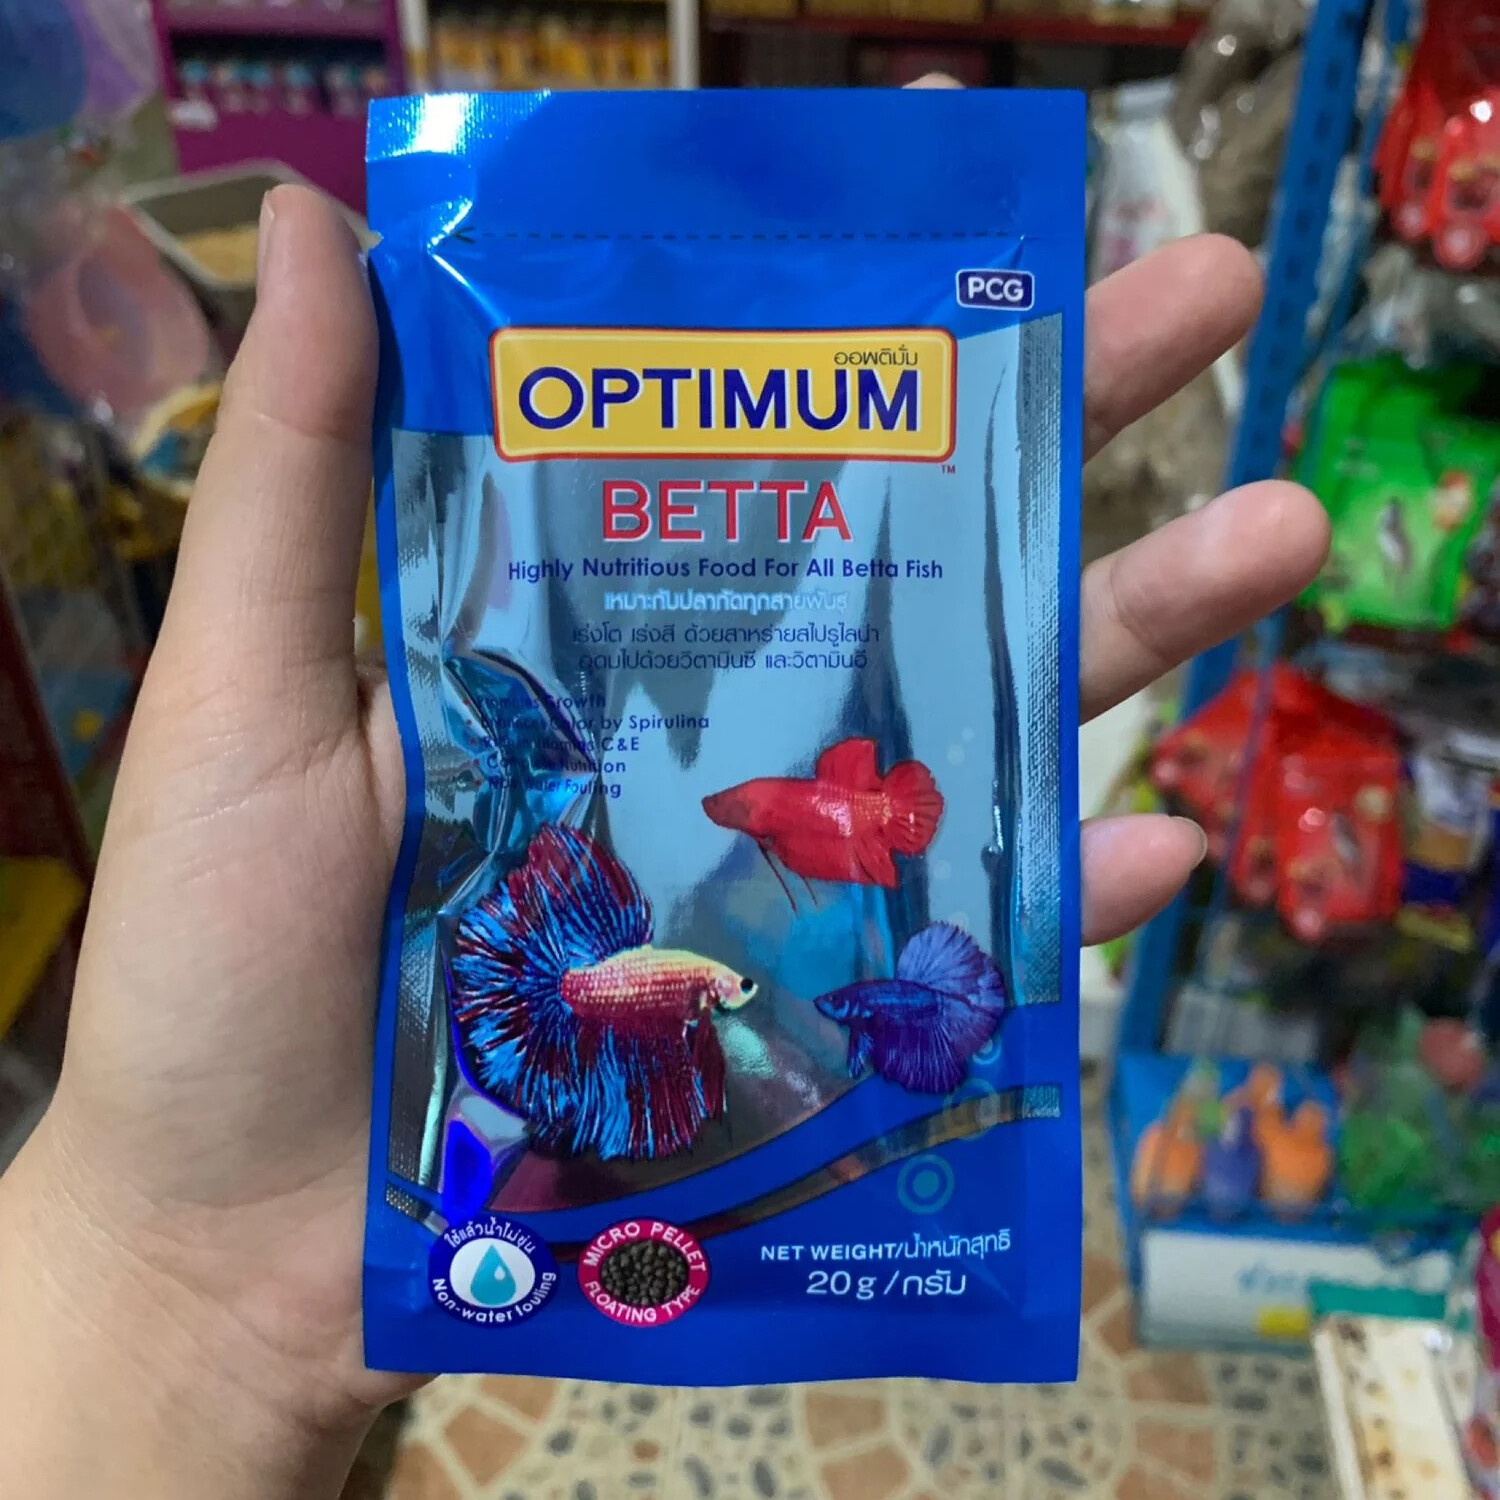 PCG
ออพติมั่ม
OPTIMUM
TM
BETTA
Highly Nutritious Food For All Betta Fish
เหมาะกับปลากัดทุกสายพันธุ์
เร่งโต เร่งสี ด้วยสาหร่ายสไปรูไลน่า
อุดมไปด้วยวิตามินซี และวิตามินอี
Growth
Color by Spirulina
C & E
Nutrition
Water Fouling
ใช้แล้วน้ำไม่ขุ่น
Non-water fouling
MICRO PELLET
FLOATING TYPE
NET WEIGHT/น้ำหนักสุทธิ
20 g /กรัม